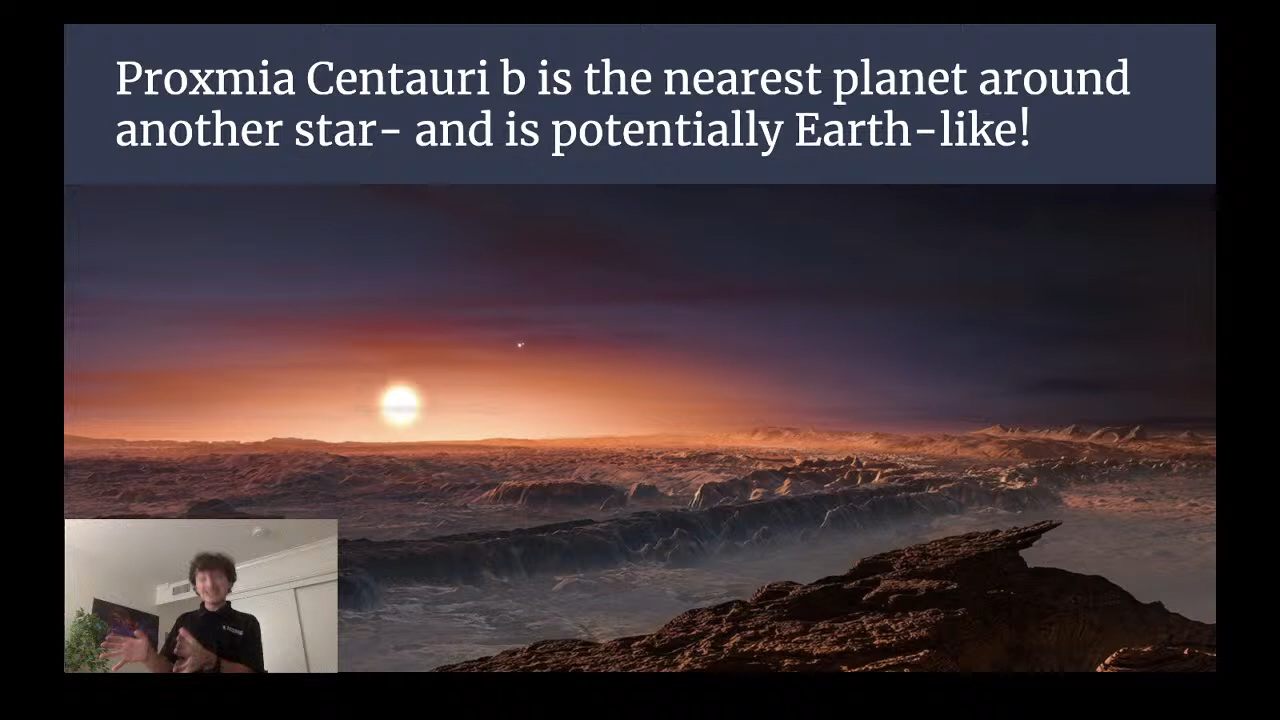 Proxmia Centauri b is the nearest planet around
another star- and is potentially Earth-like!